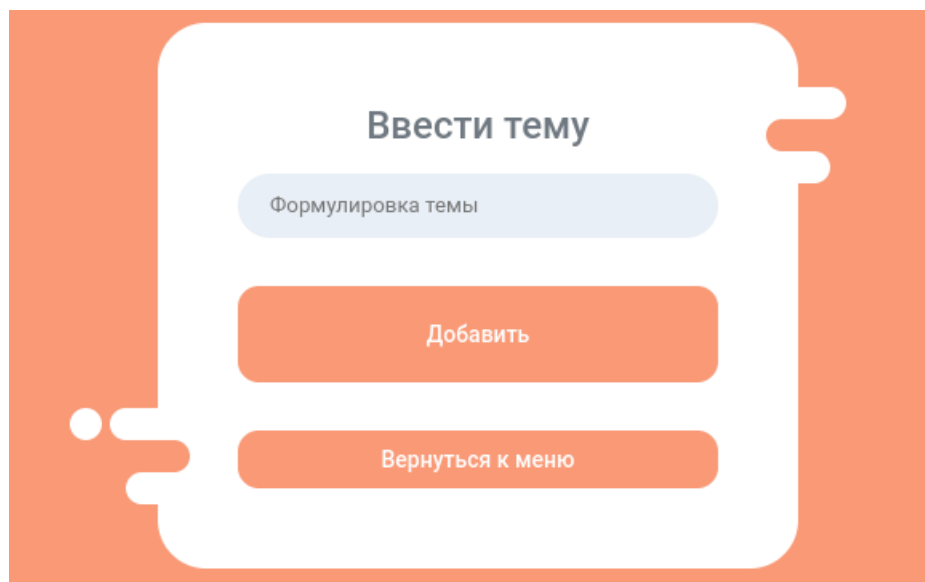 Ввести тему
Формулировка темы
Добавить
Вернуться к меню